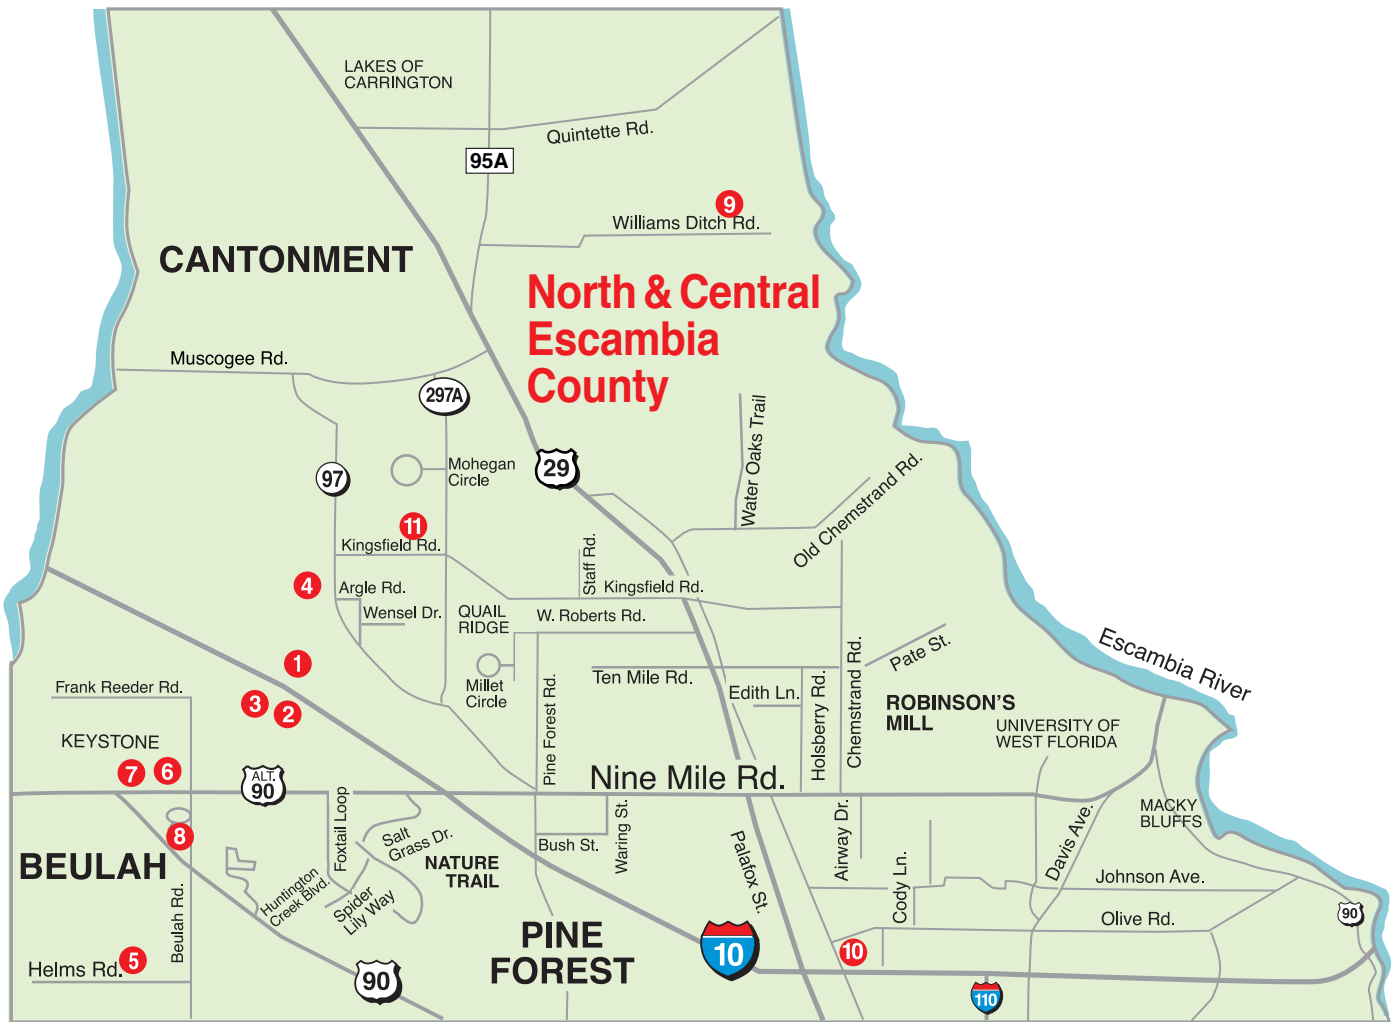 LAKES OF
CARRINGTON
Quintette Rd.
95A
9
Williams Ditch Rd.
CANTONMENT
North & Central
Escambia
County
Muscogee Rd.
297A
Water Oaks Trail
Mohegan
Circle
29
97
Old Chemstrand Rd.
11
Kingsfield Rd.
Staff Rd.
4
Argle Rd.
Kingsfield Rd.
Wensel Dr.
QUAIL
RIDGE
W. Roberts Rd.
Escambia River
Pate St.
1
Ten Mile Rd.
Millet
Circle
Edith Ln.
Holsberry Rd.
Chemstrand Rd.
Pine Forest Rd.
Frank Reeder Rd.
3
2
ROBINSON'S
MILL
UNIVERSITY OF
WEST FLORIDA
KEYSTONE
7
6
ALT.
90
Nine Mile Rd.
MACKY
BLUFFS
8
Foxtail Loop
Salt
Grass Dr.
Bush St.
Waring St.
Palafox St.
Airway Dr.
Cody Ln.
Davis Ave.
BEULAH
NATURE
TRAIL
Huntington
Creek Blvd.
Spider
Lily Way
Johnson Ave.
Beulah Rd.
Olive Rd.
90
PINE
FOREST
10
10
5
Helms Rd.
90
110